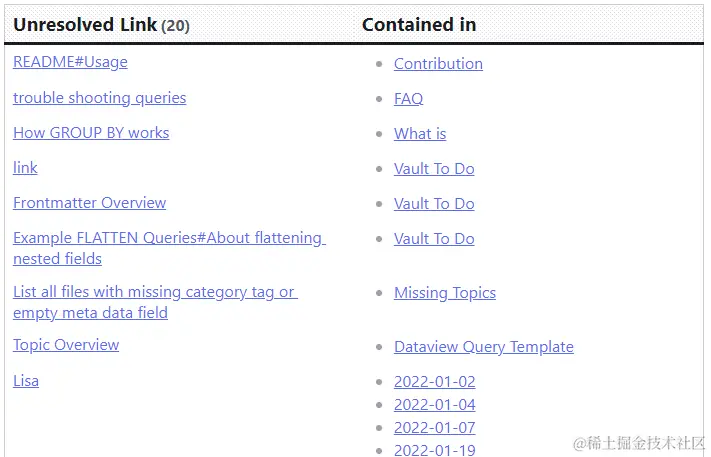 Unresolved Link (20) Contained in
README#Usage Contribution
trouble shooting queries FAQ
How GROUP BY works What is
link Vault To Do
Frontmatter Overview Vault To Do
Example FLATTEN Queries#About flattening Vault To Do
nested fields
List all files with missing category tag or Missing Topics
empty meta data field
Topic Overview Dataview Query Template
Lisa 2022-01-02
2022-01-04
2022-01-07
2022-01-19
@稀土掘金技术社区